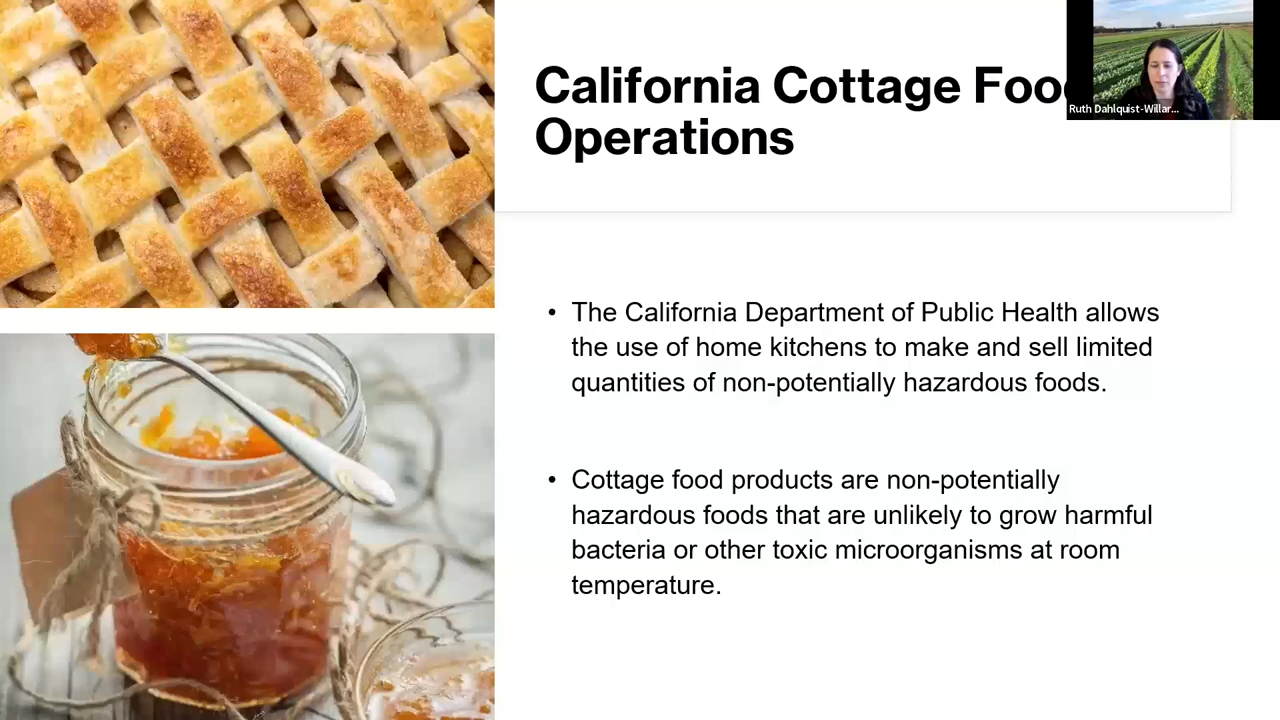 California Cottage Foo
Operations
Ruth Dahlquist-Willar...
• The California Department of Public Health allows
the use of home kitchens to make and sell limited
quantities of non-potentially hazardous foods.
• Cottage food products are non-potentially
hazardous foods that are unlikely to grow harmful
bacteria or other toxic microorganisms at room
temperature.